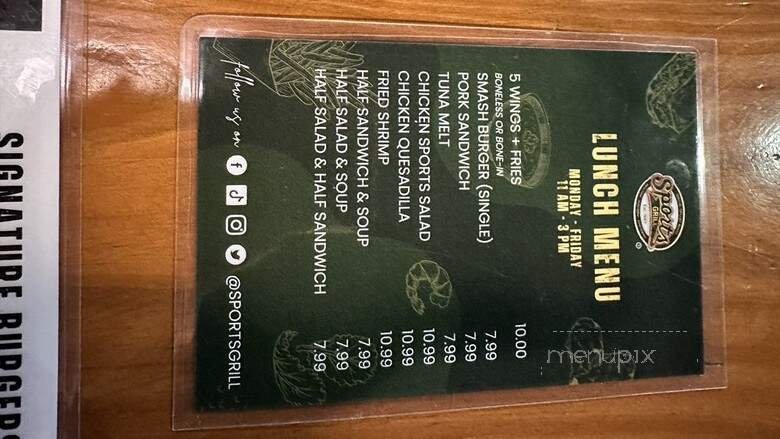 Sports
GRILL
®
LUNCH MENU
MONDAY - FRIDAY
11 AM - 3 PM
5 WINGS + FRIES 10.00
BONELESS OR BONE-IN
SMASH BURGER (SINGLE) 7.99
PORK SANDWICH 7.99
TUNA MELT 7.99
CHICKEN SPORTS SALAD 10.99
CHICKEN QUESADILLA 10.99
FRIED SHRIMP 10.99
HALF SANDWICH & SOUP 7.99
HALF SALAD & SOUP 7.99
HALF SALAD & HALF SANDWICH 7.99
follow us on @SPORTSGRILL
SIGNATURE BURGERS
menupix